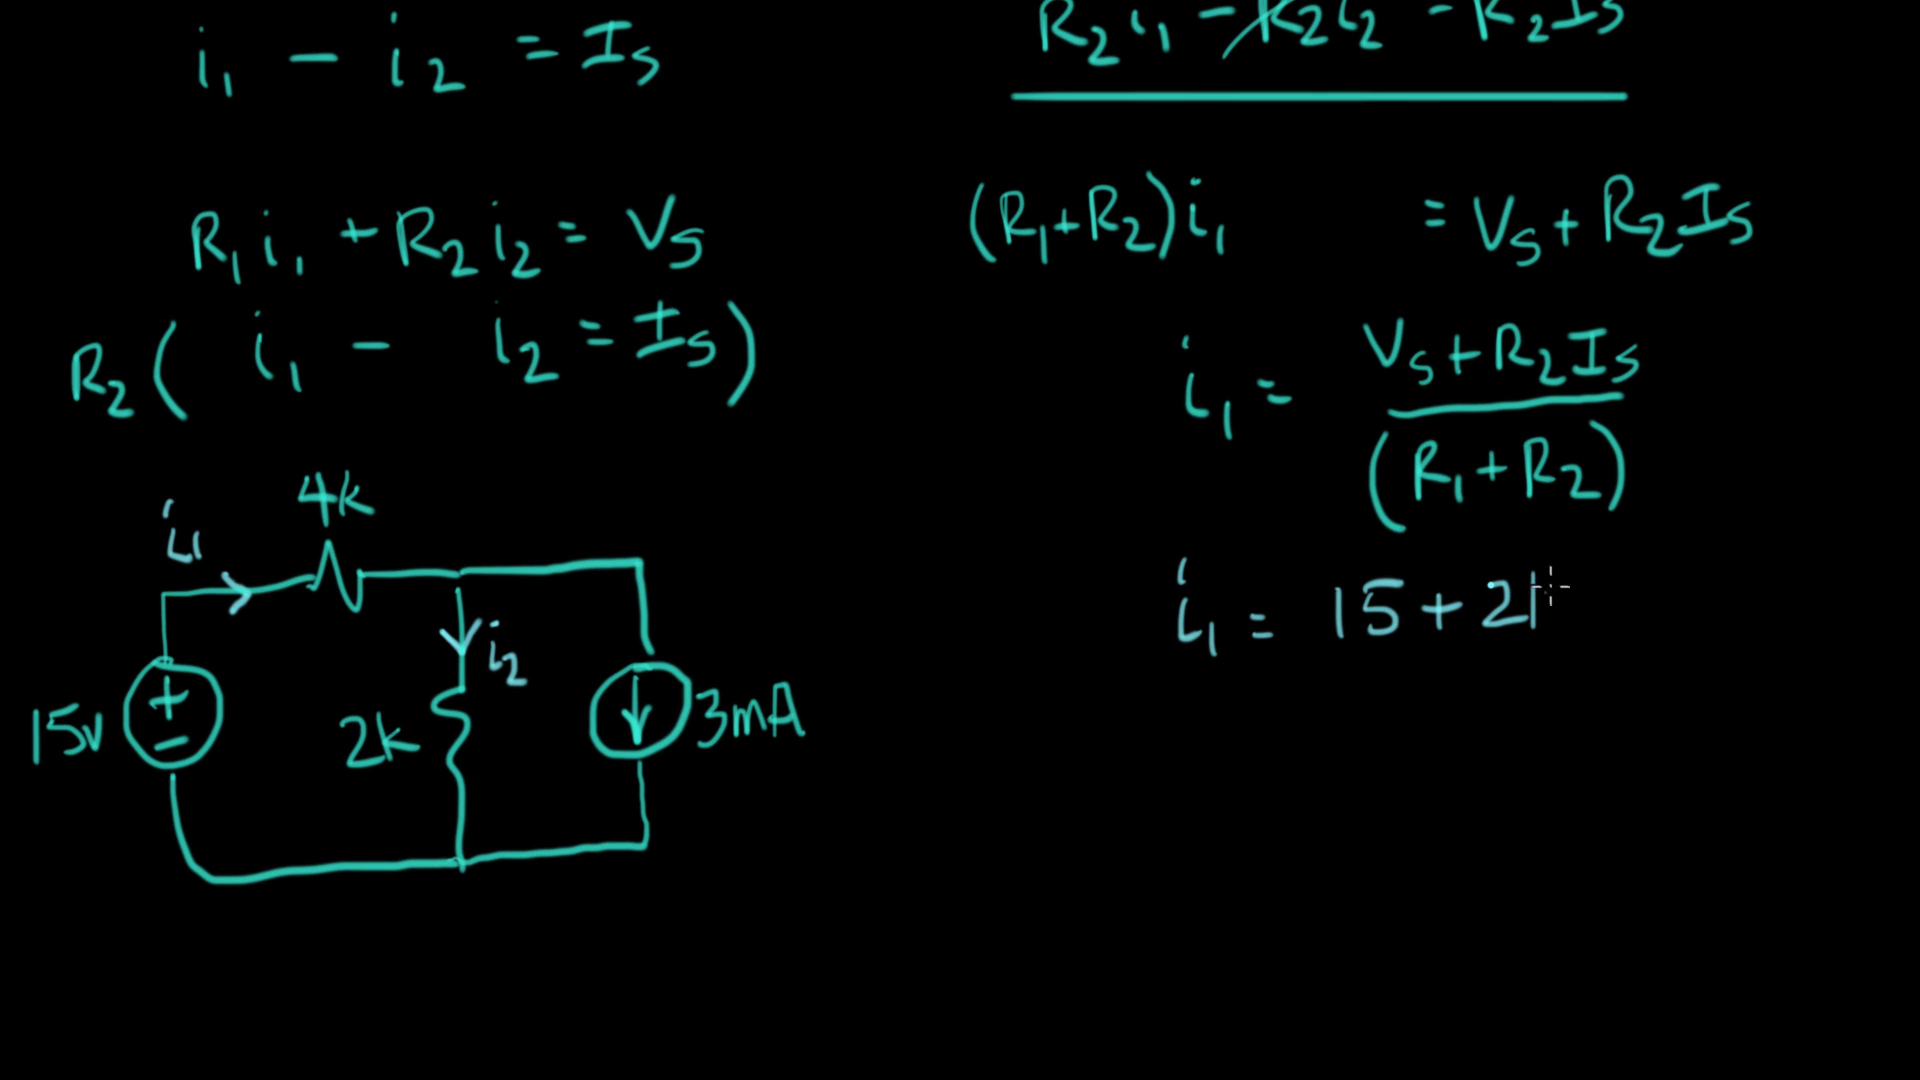 i₁ - i₂ = Is
R₂i₁ - R₂i₂ = R₂Is
R₁i₁ + R₂i₂ = Vs
R₂(i₁ - i₂ = Is)
(R₁+R₂)i₁ = Vs + R₂Is
i₁ = Vs+R₂Is
(R₁+R₂)
i₁ = 15+2
i₁
4k
i₂
15v
+
-
2k
3mA